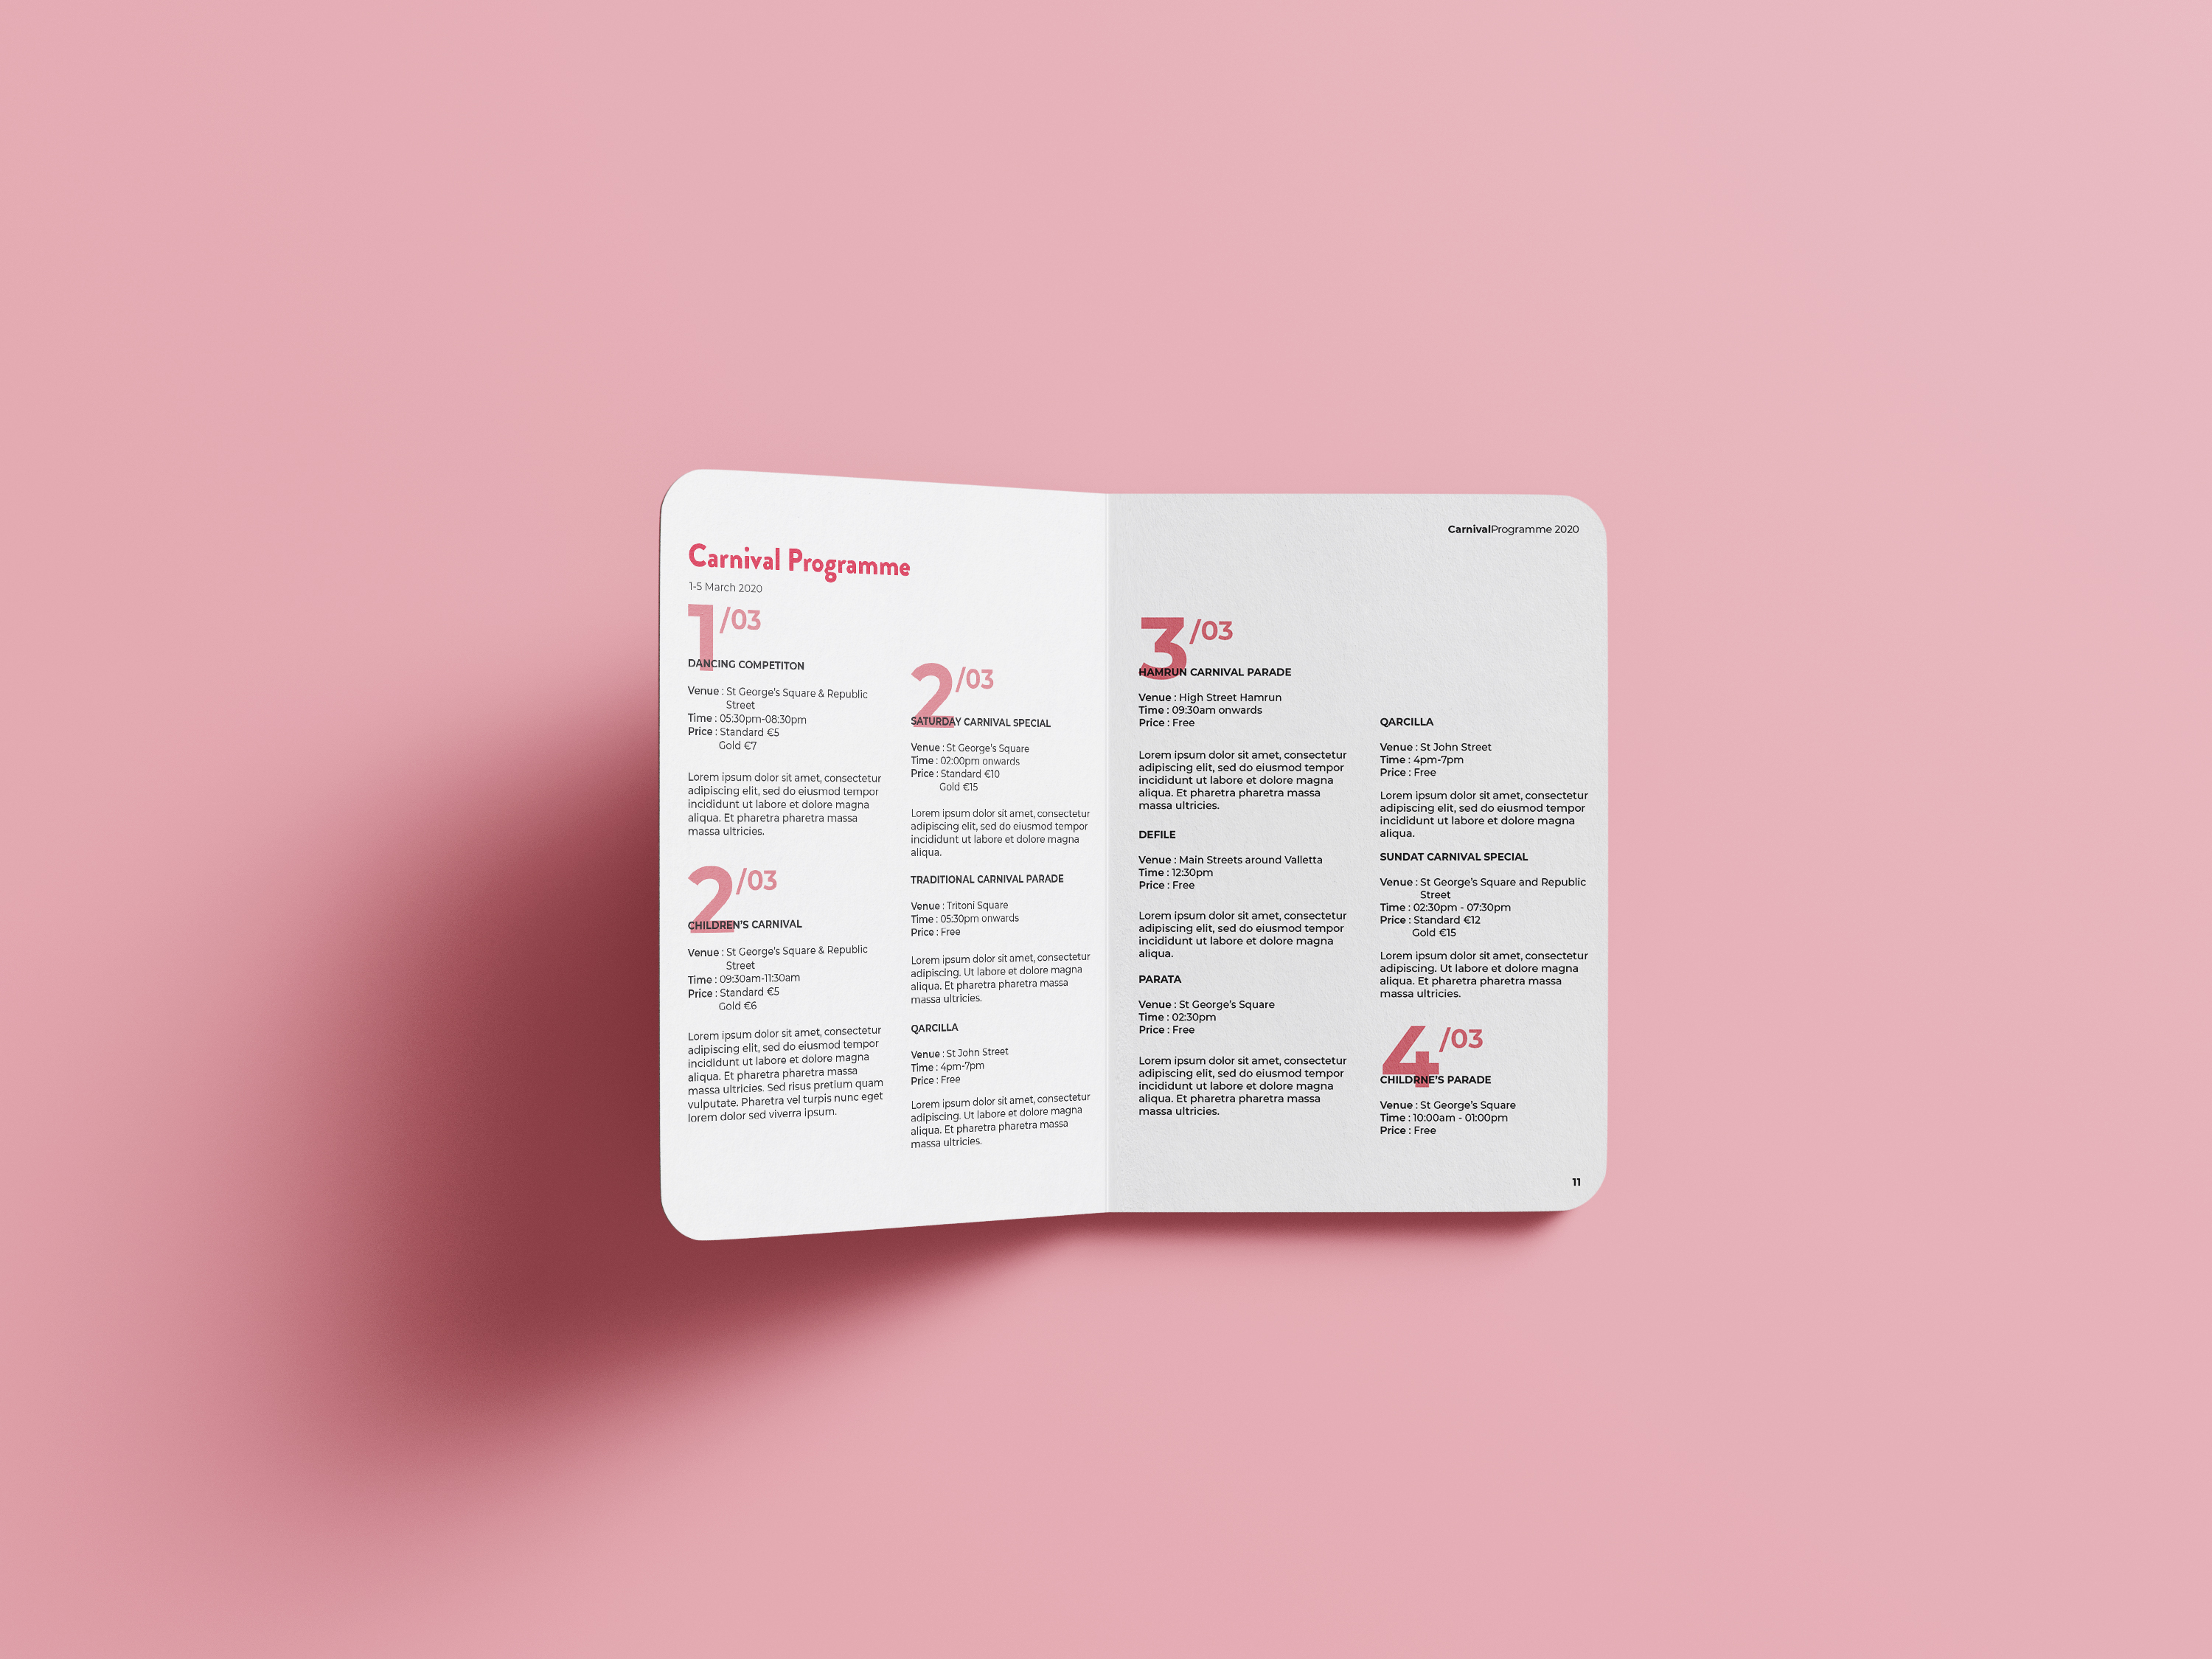 Carnival Programme
1-5 March 2020
1/03
DANCING COMPETITON
Venue : St George's Square & Republic
Street
Time : 05:30pm-08:30pm
Price : Standard €5
Gold €7
Lorem ipsum dolor sit amet, consectetur
adipiscing elit, sed do eiusmod tempor
incididunt ut labore et dolore magna
aliqua. Et pharetra pharetra massa
massa ultricies.
2/03
CHILDREN'S CARNIVAL
Venue : St George's Square & Republic
Street
Time : 09:30am-11:30am
Price : Standard €5
Gold €6
Lorem ipsum dolor sit amet, consectetur
adipiscing elit, sed do eiusmod tempor
incididunt ut labore et dolore magna
aliqua. Et pharetra pharetra massa
massa ultricies. Sed risus pretium quam
vulputate. Pharetra vel turpis nunc eget
lorem dolor sed viverra ipsum.
2/03
SATURDAY CARNIVAL SPECIAL
Venue : St George's Square
Time : 02:00pm onwards
Price : Standard €10
Gold €15
Lorem ipsum dolor sit amet, consectetur
adipiscing elit, sed do eiusmod tempor
incididunt ut labore et dolore magna
aliqua.
TRADITIONAL CARNIVAL PARADE
Venue : Tritoni Square
Time : 05:30pm onwards
Price : Free
Lorem ipsum dolor sit amet, consectetur
adipiscing. Ut labore et dolore magna
aliqua. Et pharetra pharetra massa
massa ultricies.
QARCILLA
Venue : St John Street
Time : 4pm-7pm
Price : Free
Lorem ipsum dolor sit amet, consectetur
adipiscing. Ut labore et dolore magna
aliqua. Et pharetra pharetra massa
massa ultricies.
CarnivalProgramme 2020
3/03
HAMRUN CARNIVAL PARADE
Venue : High Street Hamrun
Time : 09:30am onwards
Price : Free
Lorem ipsum dolor sit amet, consectetur
adipiscing elit, sed do eiusmod tempor
incididunt ut labore et dolore magna
aliqua. Et pharetra pharetra massa
massa ultricies.
DEFILE
Venue : Main Streets around Valletta
Time : 12:30pm
Price : Free
Lorem ipsum dolor sit amet, consectetur
adipiscing elit, sed do eiusmod tempor
incididunt ut labore et dolore magna
aliqua.
PARATA
Venue : St George's Square
Time : 02:30pm
Price : Free
Lorem ipsum dolor sit amet, consectetur
adipiscing elit, sed do eiusmod tempor
incididunt ut labore et dolore magna
aliqua. Et pharetra pharetra massa
massa ultricies.
QARCILLA
Venue : St John Street
Time : 4pm-7pm
Price : Free
Lorem ipsum dolor sit amet, consectetur
adipiscing elit, sed do eiusmod tempor
incididunt ut labore et dolore magna
aliqua.
SUNDAT CARNIVAL SPECIAL
Venue : St George's Square and Republic
Street
Time : 02:30pm - 07:30pm
Price : Standard €12
Gold €15
Lorem ipsum dolor sit amet, consectetur
adipiscing. Ut labore et dolore magna
aliqua. Et pharetra pharetra massa
massa ultricies.
4/03
CHILDRNE'S PARADE
Venue : St George's Square
Time : 10:00am - 01:00pm
Price : Free
11